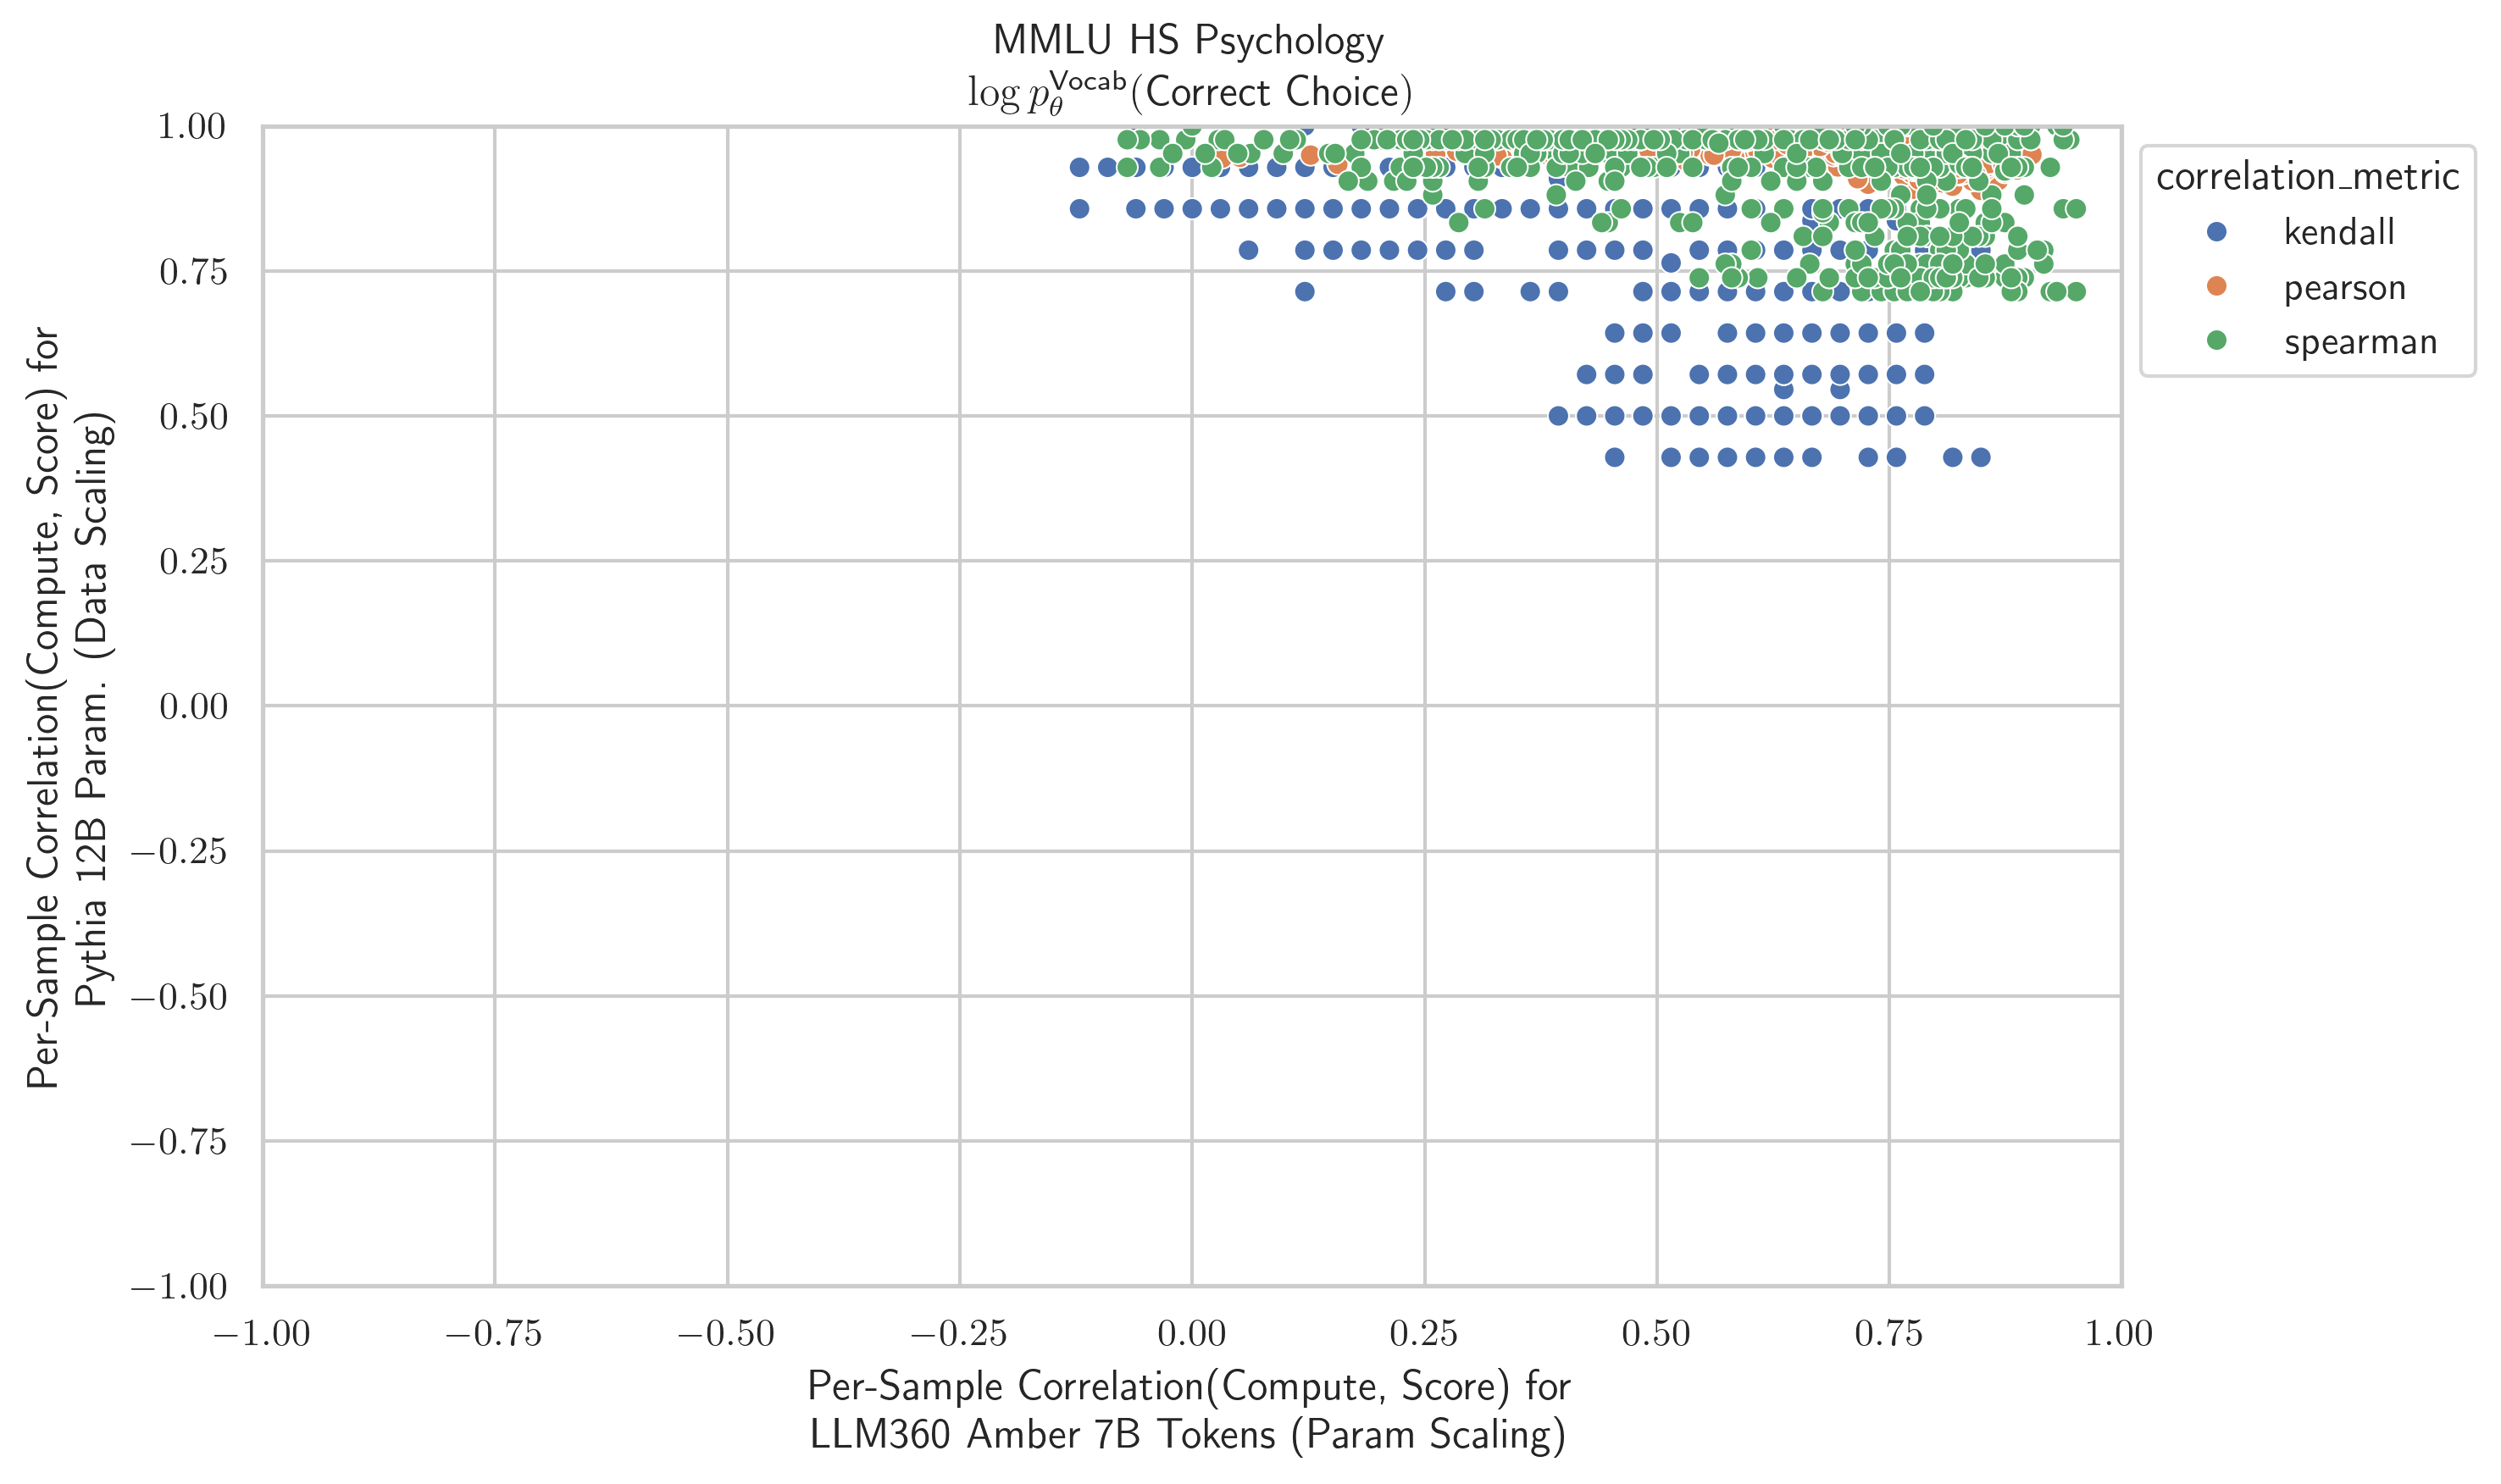 MMLU HS Psychology
log p_θ^Vocab(Correct Choice)
1.00
0.75
0.50
0.25
0.00
−0.25
−0.50
−0.75
−1.00
Per-Sample Correlation(Compute, Score) for
Pythia 12B Param. (Data Scaling)
−1.00 −0.75 −0.50 −0.25 0.00 0.25 0.50 0.75 1.00
Per-Sample Correlation(Compute, Score) for
LLM360 Amber 7B Tokens (Param Scaling)
correlation_metric
kendall
pearson
spearman